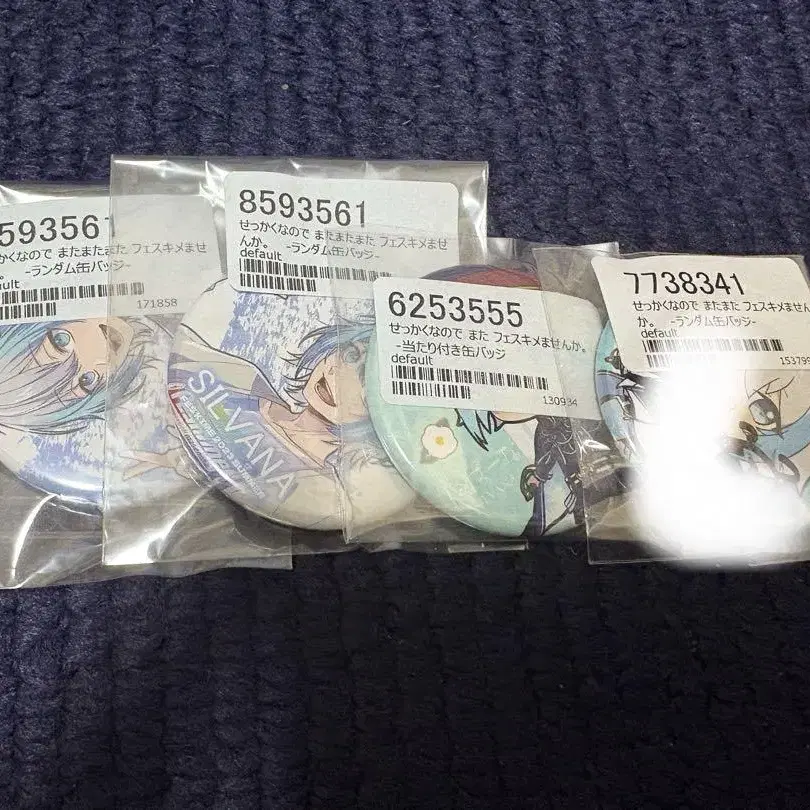 593561
っかくなので またまたまた フェスキメませ
。 -ランダム缶バッジ-
default
171858
8593561
せっかくなので またまたまた フェスキメませ
んか。 -ランダム缶バッジ-
default
SILVANA
6253555
せっかくなので また フェスキメませんか。
-当たり付き缶バッジ
default
130934
7738341
せっかくなので またまた フェスキメません
か。 -ランダム缶バッジ-
default
153799